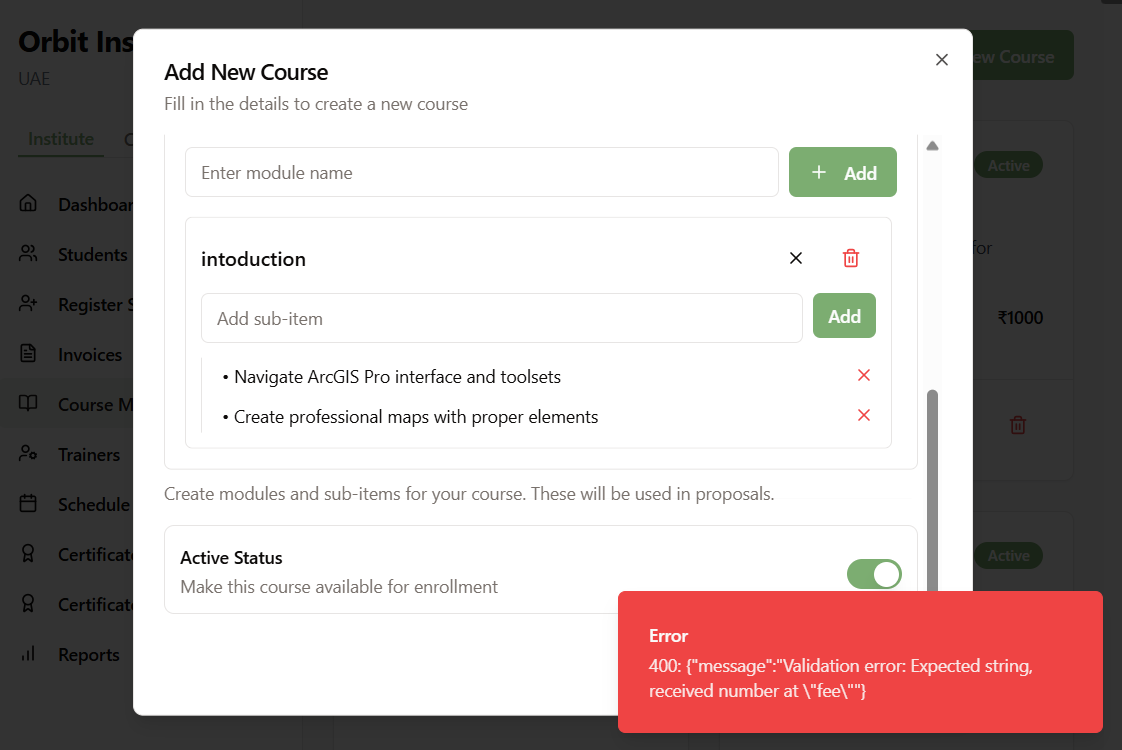 Orbit Ins
UAE
ew Course
Institute
Active
Dashboar
Students
for
Register S
₹1000
Invoices
Course M
Trainers
Schedule
Certificat
Active
Certificat
Reports
Add New Course
Fill in the details to create a new course
Enter module name
+ Add
intoduction
Add sub-item
Add
• Navigate ArcGIS Pro interface and toolsets
• Create professional maps with proper elements
Create modules and sub-items for your course. These will be used in proposals.
Active Status
Make this course available for enrollment
Error
400: {"message":"Validation error: Expected string,
received number at \"fee\""}